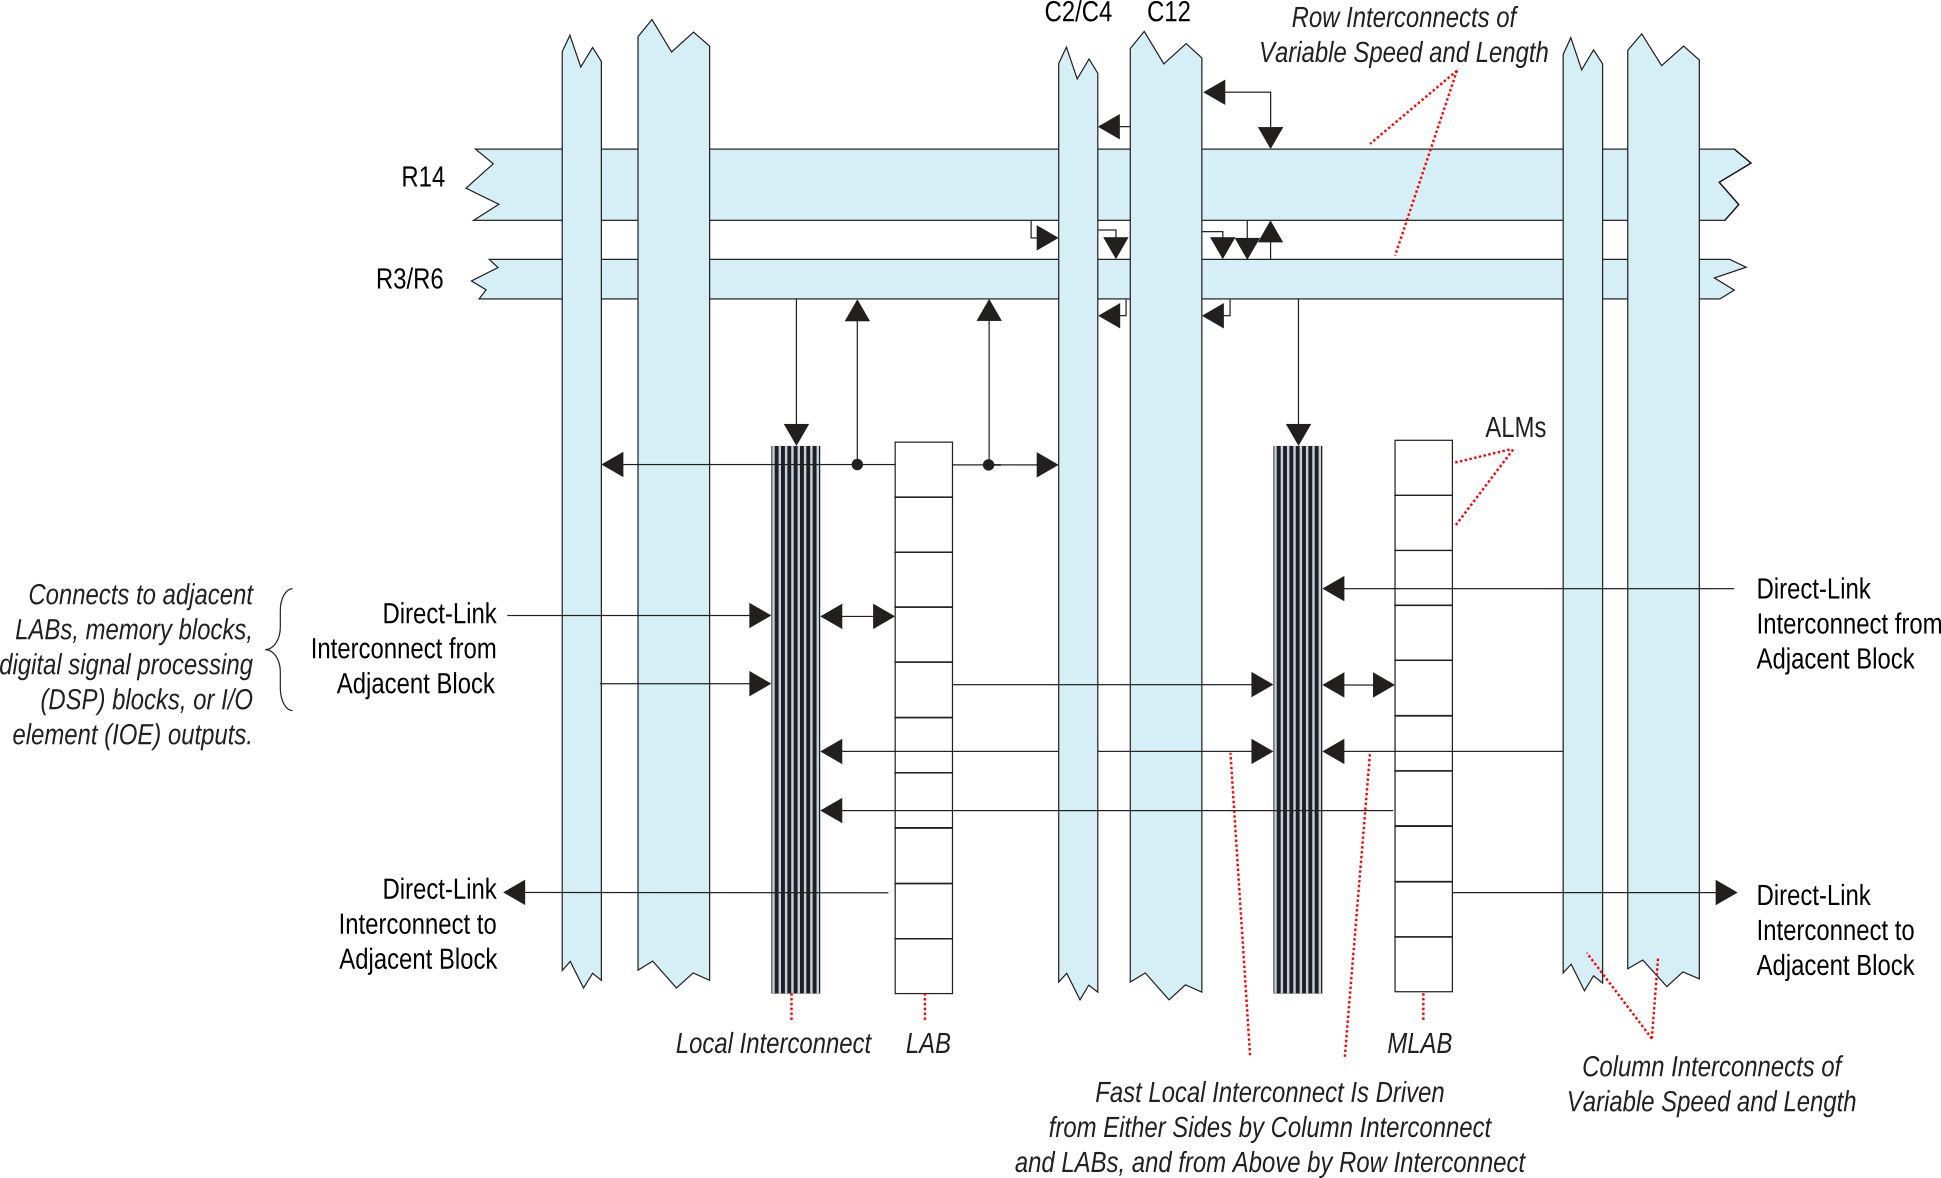 C2/C4
C12
Row Interconnects of
Variable Speed and Length
R14
R3/R6
ALMs
Connects to adjacent
LABs, memory blocks,
digital signal processing
(DSP) blocks, or I/O
element (IOE) outputs.
Direct-Link
Interconnect from
Adjacent Block
Direct-Link
Interconnect from
Adjacent Block
Direct-Link
Interconnect to
Adjacent Block
Direct-Link
Interconnect to
Adjacent Block
Local Interconnect
LAB
MLAB
Fast Local Interconnect Is Driven
from Either Sides by Column Interconnect
and LABs, and from Above by Row Interconnect
Column Interconnects of
Variable Speed and Length